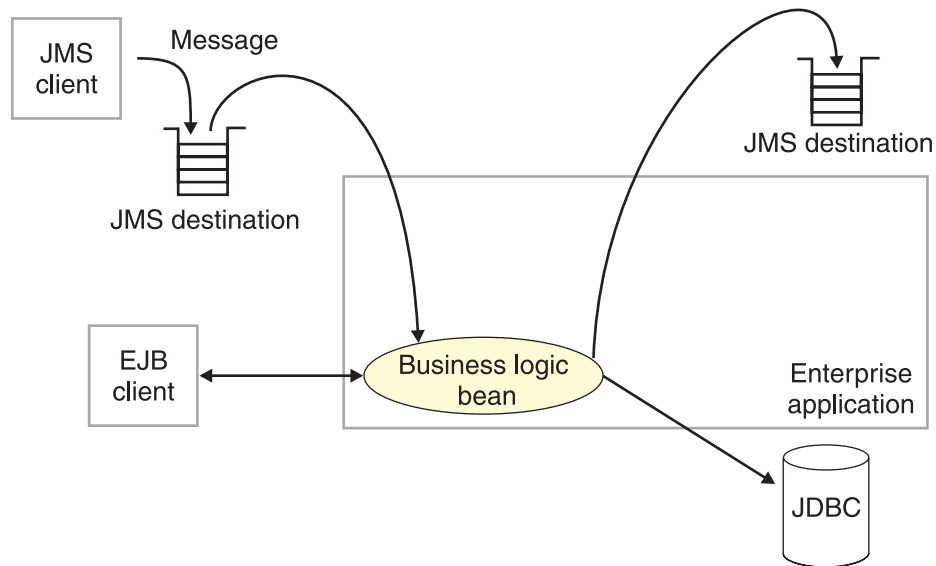 JMS
client
Message
JMS destination
JMS destination
EJB
client
Business logic
bean
Enterprise
application
JDBC